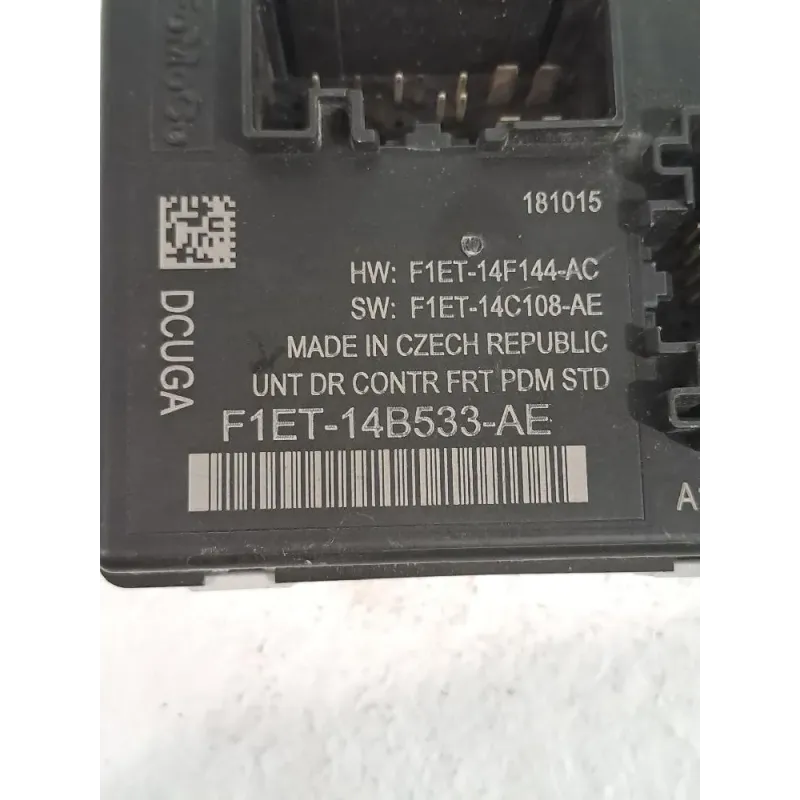 FoMoCo
181015
HW: F1ET-14F144-AC
SW: F1ET-14C108-AE
MADE IN CZECH REPUBLIC
UNT DR CONTR FRT PDM STD
F1ET-14B533-AE
DCUGA